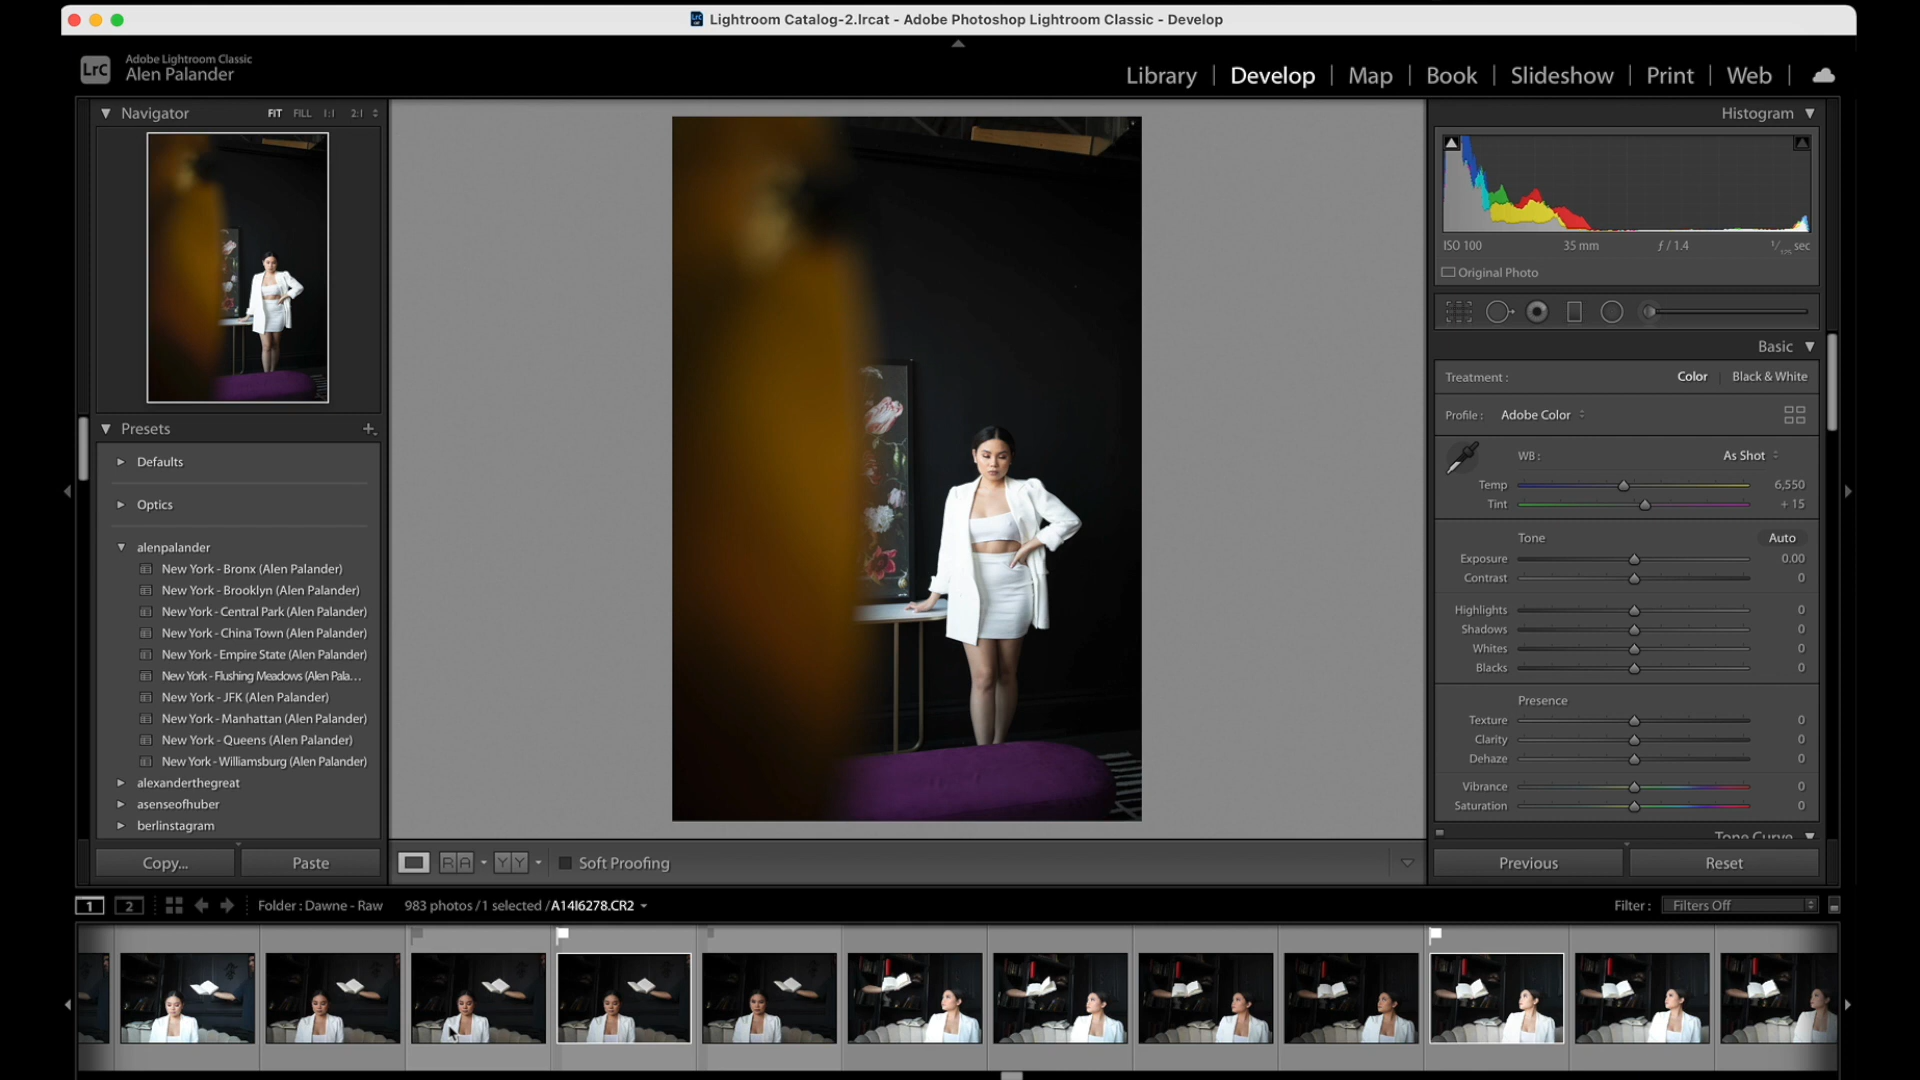 Lightroom Catalog-2.lrcat - Adobe Photoshop Lightroom Classic - Develop
LrC
Adobe Lightroom Classic
Alen Palander
Library | Develop | Map | Book | Slideshow | Print | Web
Navigator FIT FILL 1:1 2:1
Histogram
ISO 100 35 mm ƒ / 1.4 1/125 sec
Original Photo
Basic
Treatment : Color Black & White
Profile : Adobe Color
WB : As Shot
Temp 6,550
Tint + 15
Tone Auto
Exposure 0.00
Contrast 0
Highlights 0
Shadows 0
Whites 0
Blacks 0
Presence
Texture 0
Clarity 0
Dehaze 0
Vibrance 0
Saturation 0
Tone Curve
Previous Reset
Presets
Defaults
Optics
alenpalander
New York - Bronx (Alen Palander)
New York - Brooklyn (Alen Palander)
New York - Central Park (Alen Palander)
New York - China Town (Alen Palander)
New York - Empire State (Alen Palander)
New York - Flushing Meadows (Alen Pala...
New York - JFK (Alen Palander)
New York - Manhattan (Alen Palander)
New York - Queens (Alen Palander)
New York - Williamsburg (Alen Palander)
alexanderthegreat
asenseofhuber
berlinstagram
Copy... Paste
R A Y Y Soft Proofing
1 2 Folder : Dawne - Raw 983 photos / 1 selected / A14I6278.CR2 Filter : Filters Off